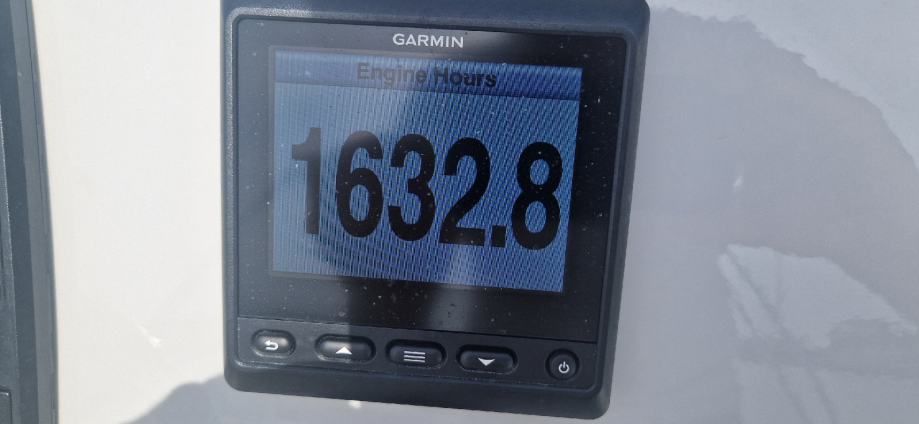 GARMIN
Engine Hours
1632.8